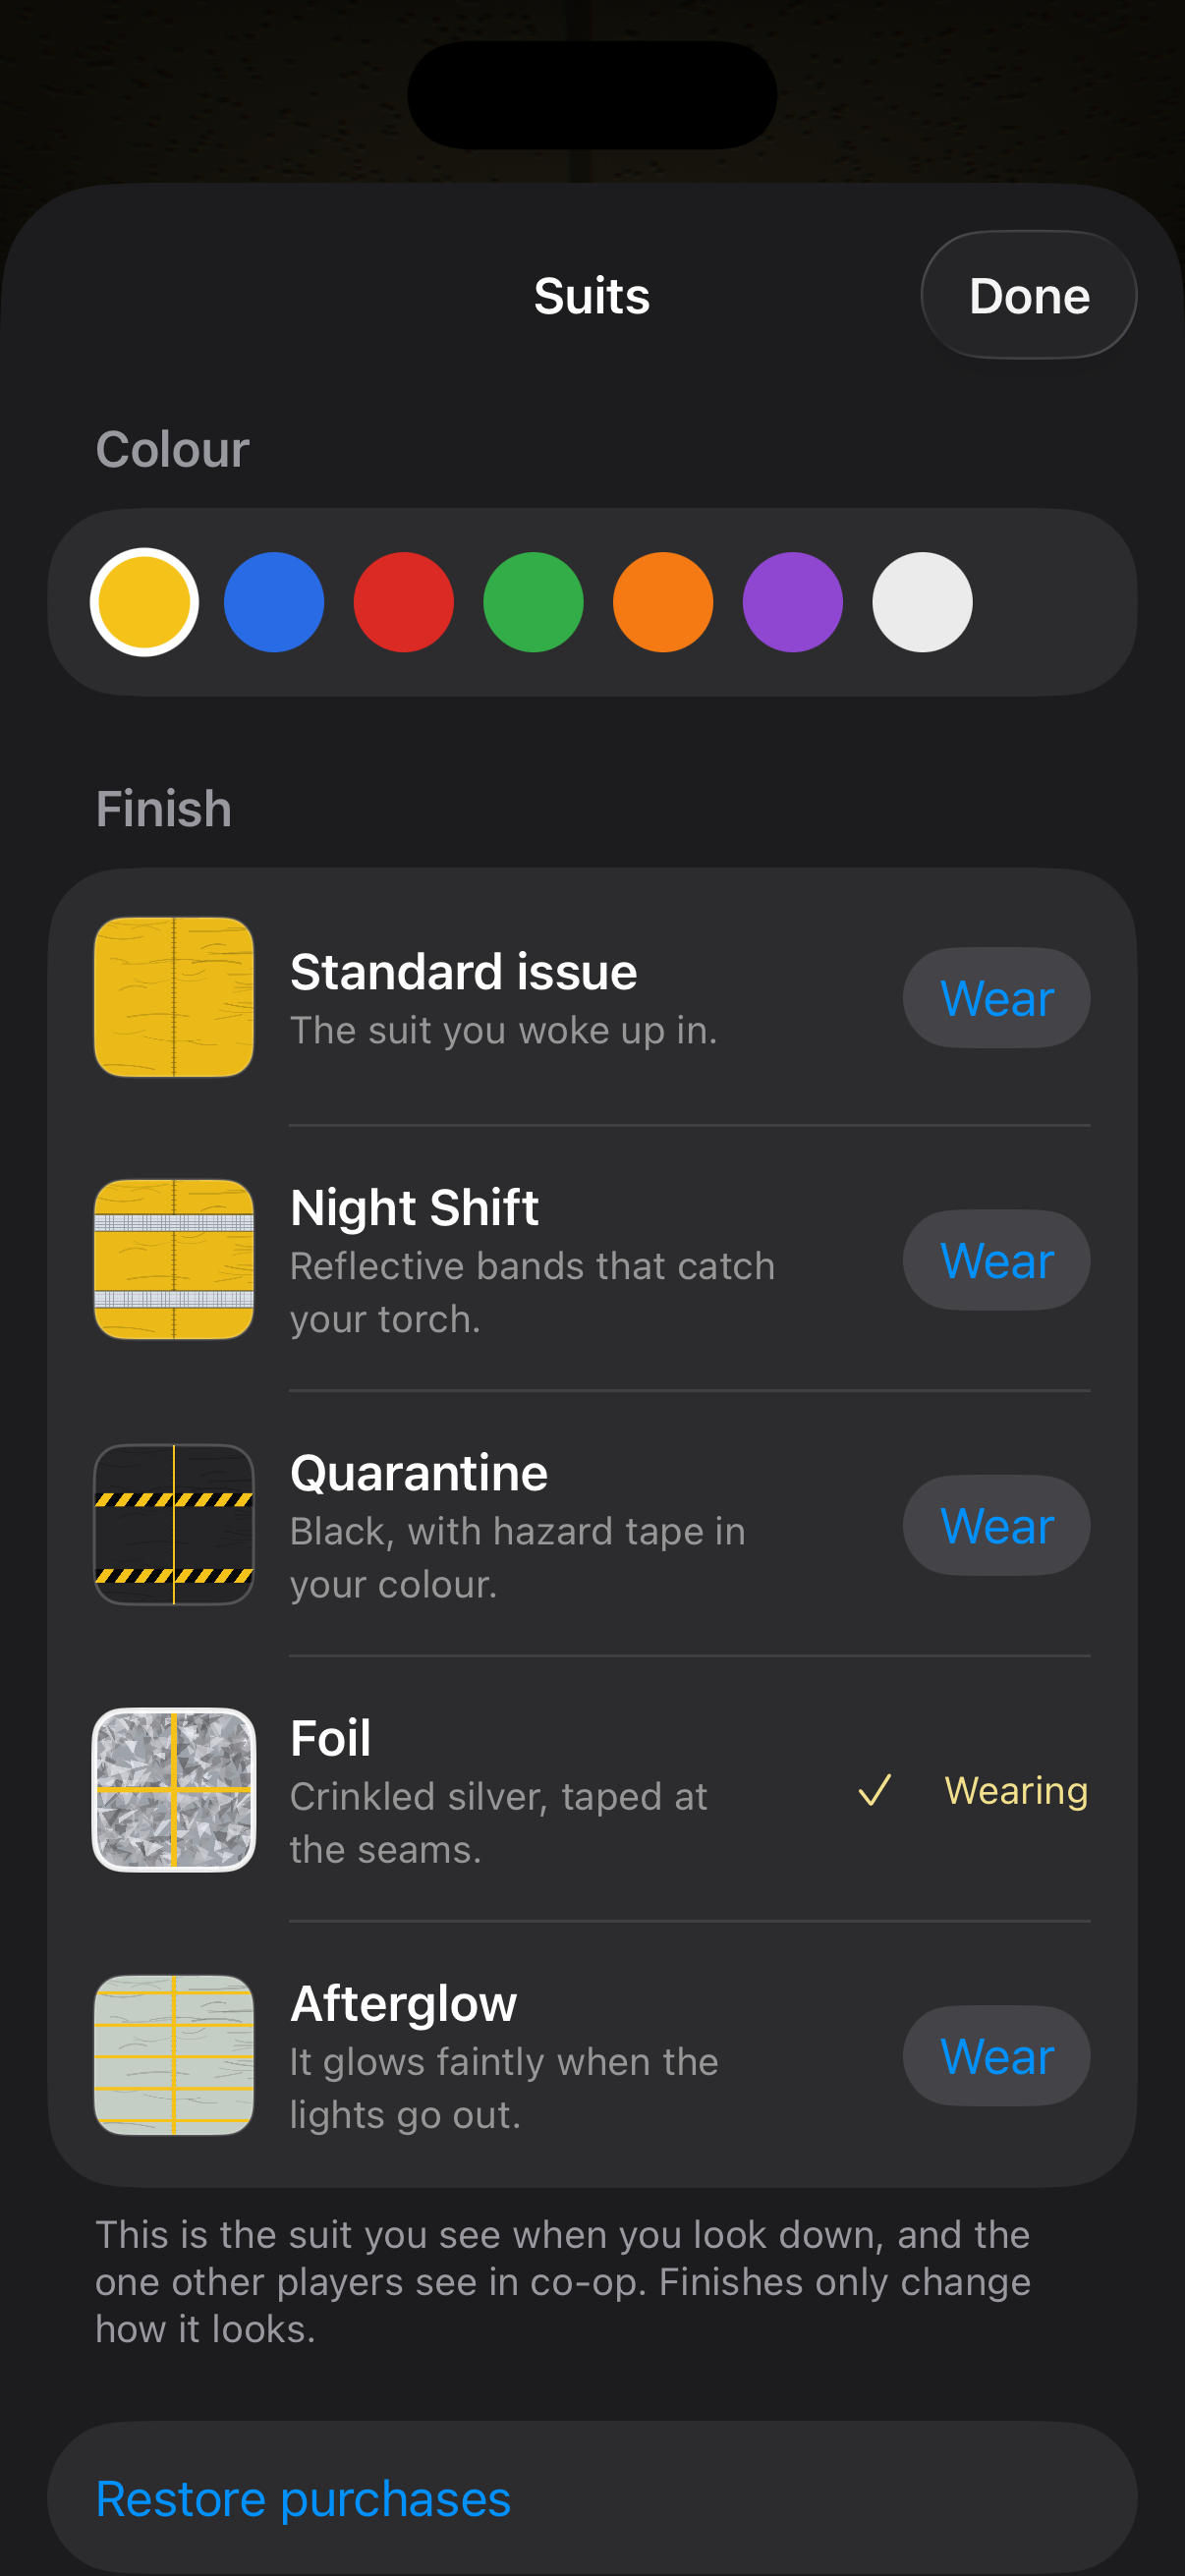 Suits
Done
Colour
Finish
Standard issue
The suit you woke up in.
Wear
Night Shift
Reflective bands that catch
your torch.
Wear
Quarantine
Black, with hazard tape in
your colour.
Wear
Foil
Crinkled silver, taped at
the seams.
Wearing
Afterglow
It glows faintly when the
lights go out.
Wear
This is the suit you see when you look down, and the
one other players see in co-op. Finishes only change
how it looks.
Restore purchases